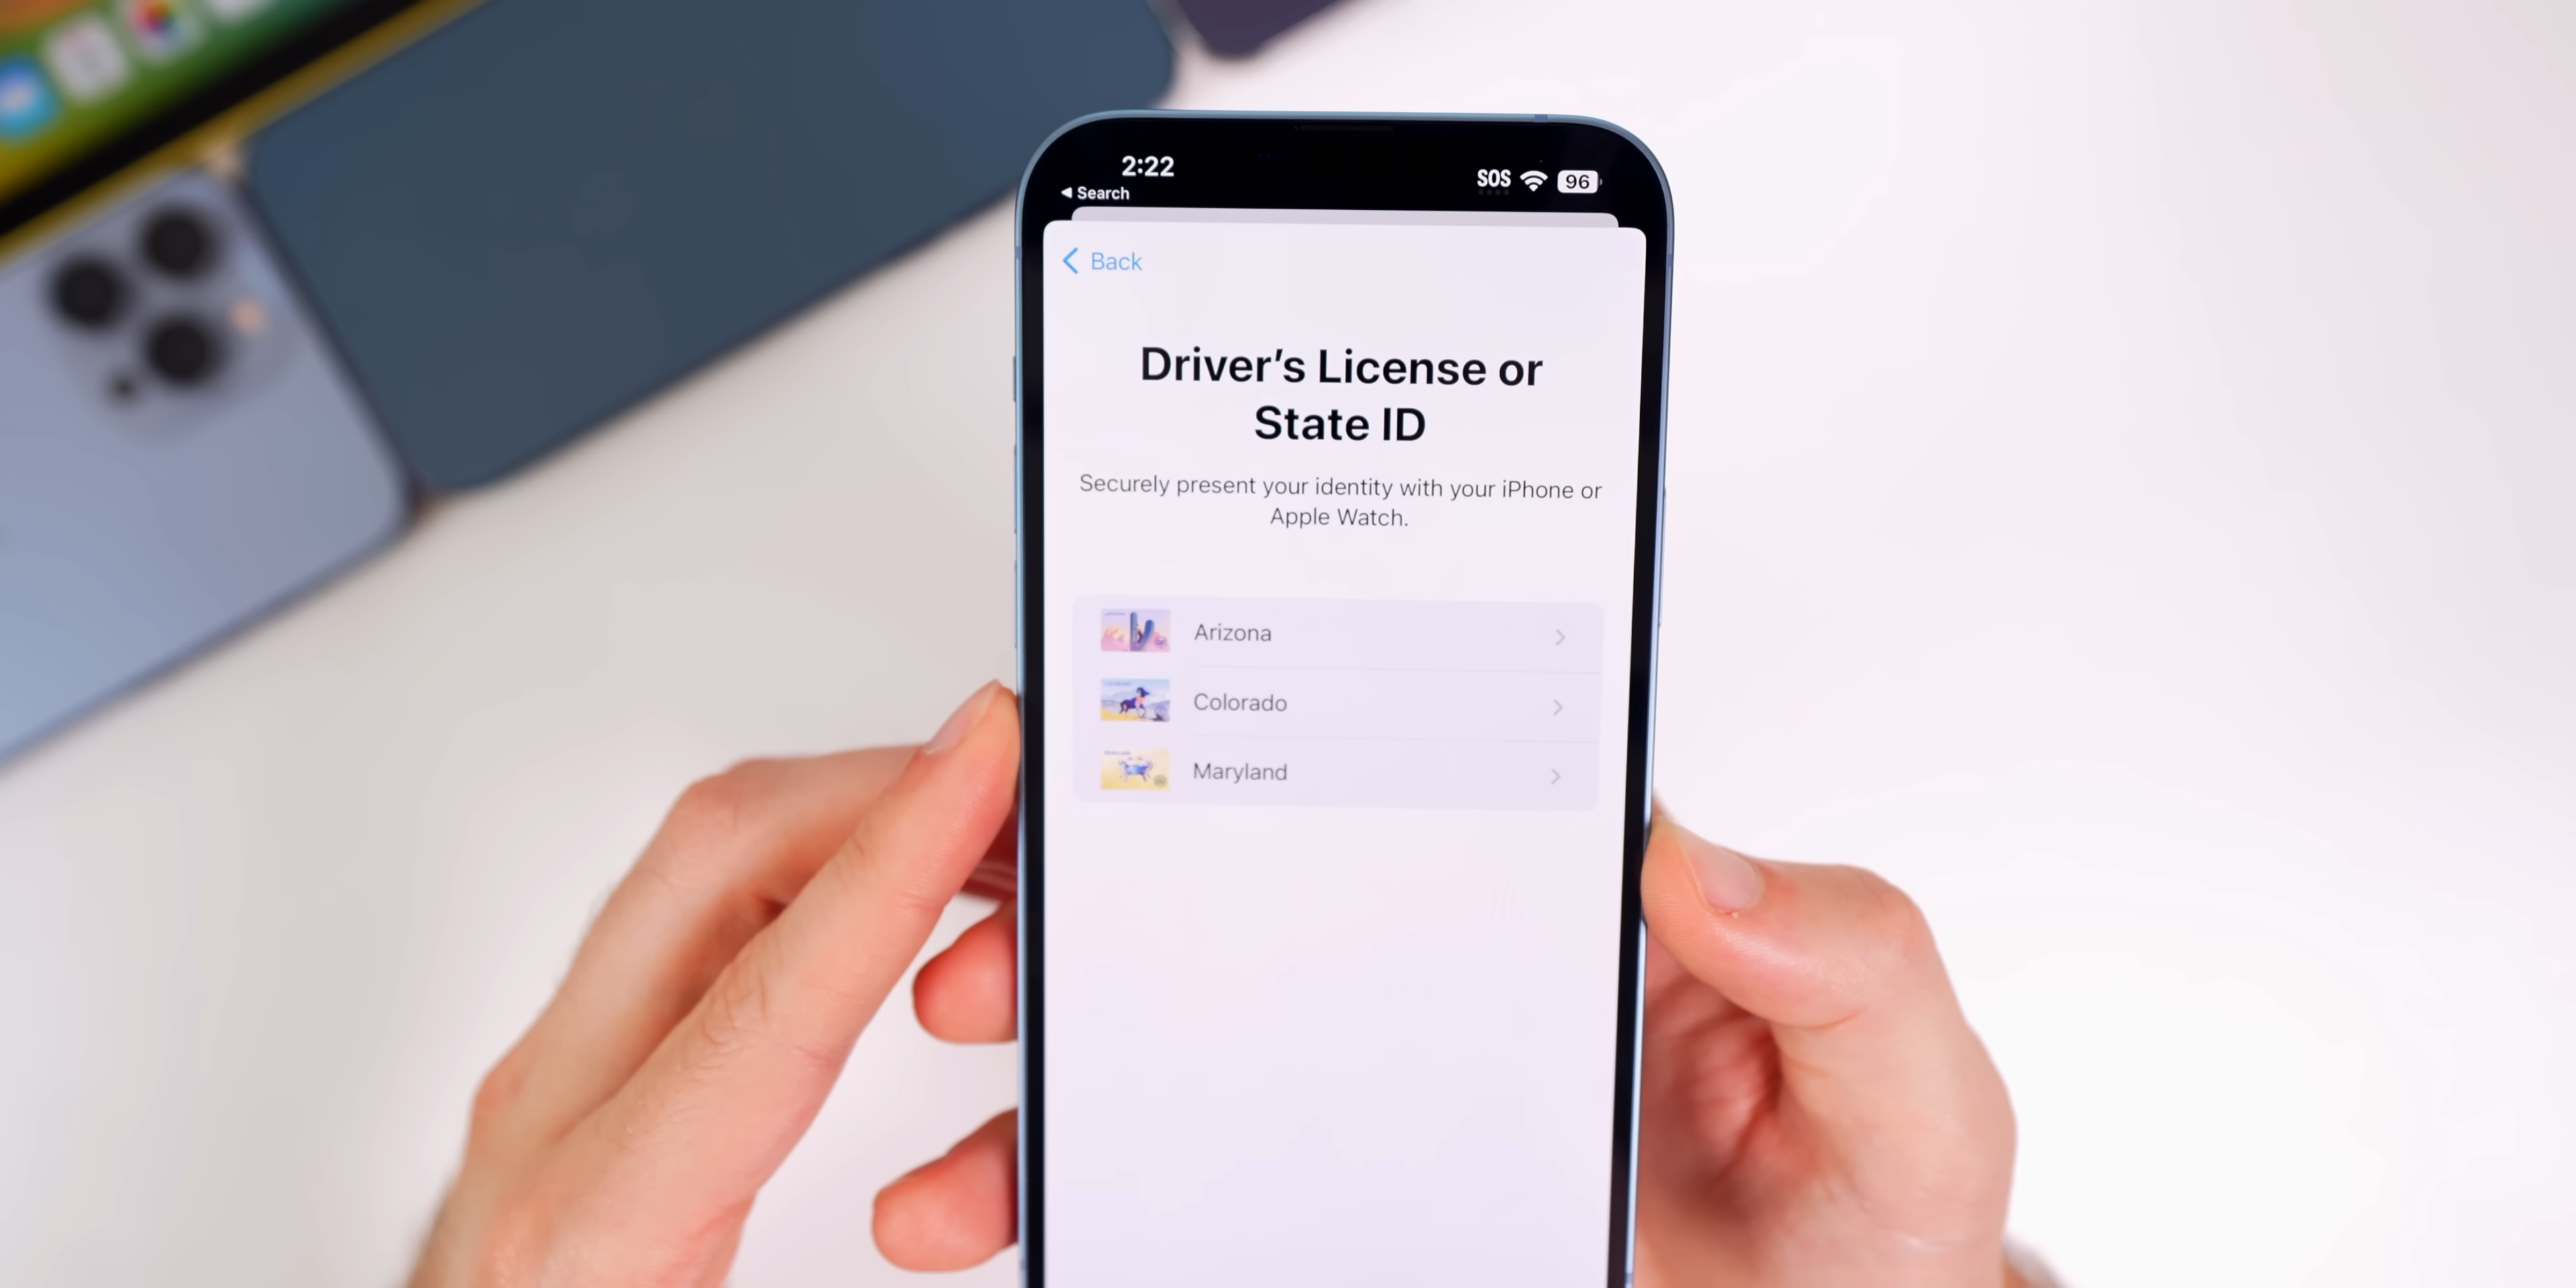 2:22
SOS 96
◀ Search
Back
Driver’s License or
State ID
Securely present your identity with your iPhone or
Apple Watch.
Arizona
Colorado
Maryland